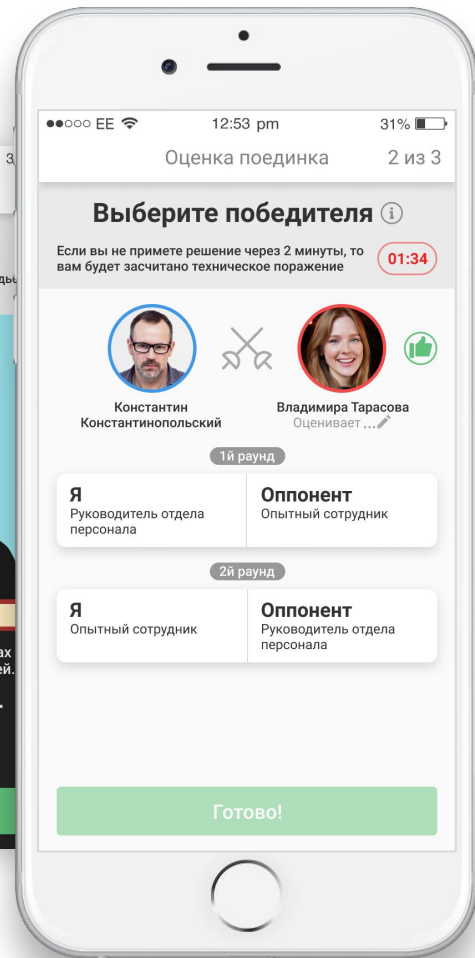 EE
12:53 pm
31%
Оценка поединка
2 из 3
Выберите победителя
Если вы не примете решение через 2 минуты, то
вам будет засчитано техническое поражение
01:34
Константин
Константинопольский
Владимира Тарасова
Оценивает ...
1й раунд
Я
Руководитель отдела
персонала
Оппонент
Опытный сотрудник
2й раунд
Я
Опытный сотрудник
Оппонент
Руководитель отдела
персонала
Готово!